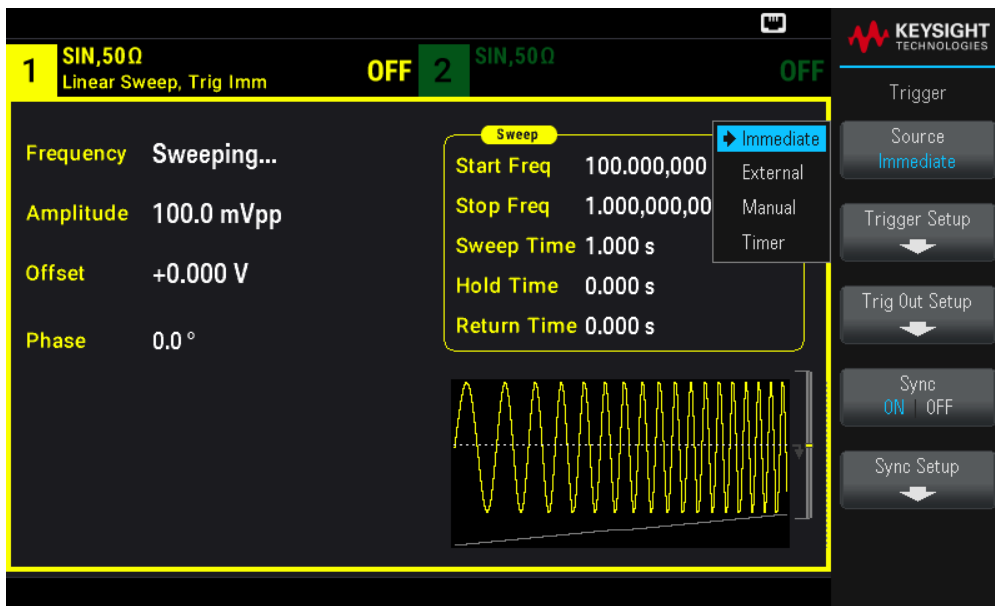 1
SIN,50Ω
Linear Sweep, Trig Imm
OFF
2
SIN,50Ω
OFF
Frequency Sweeping...
Amplitude 100.0 mVpp
Offset +0.000 V
Phase 0.0 °
Sweep
Start Freq 100.000,000
Stop Freq 1.000,000,00
Sweep Time 1.000 s
Hold Time 0.000 s
Return Time 0.000 s
Immediate
External
Manual
Timer
KEYSIGHT
TECHNOLOGIES
Trigger
Source
Immediate
Trigger Setup
Trig Out Setup
Sync
ON | OFF
Sync Setup